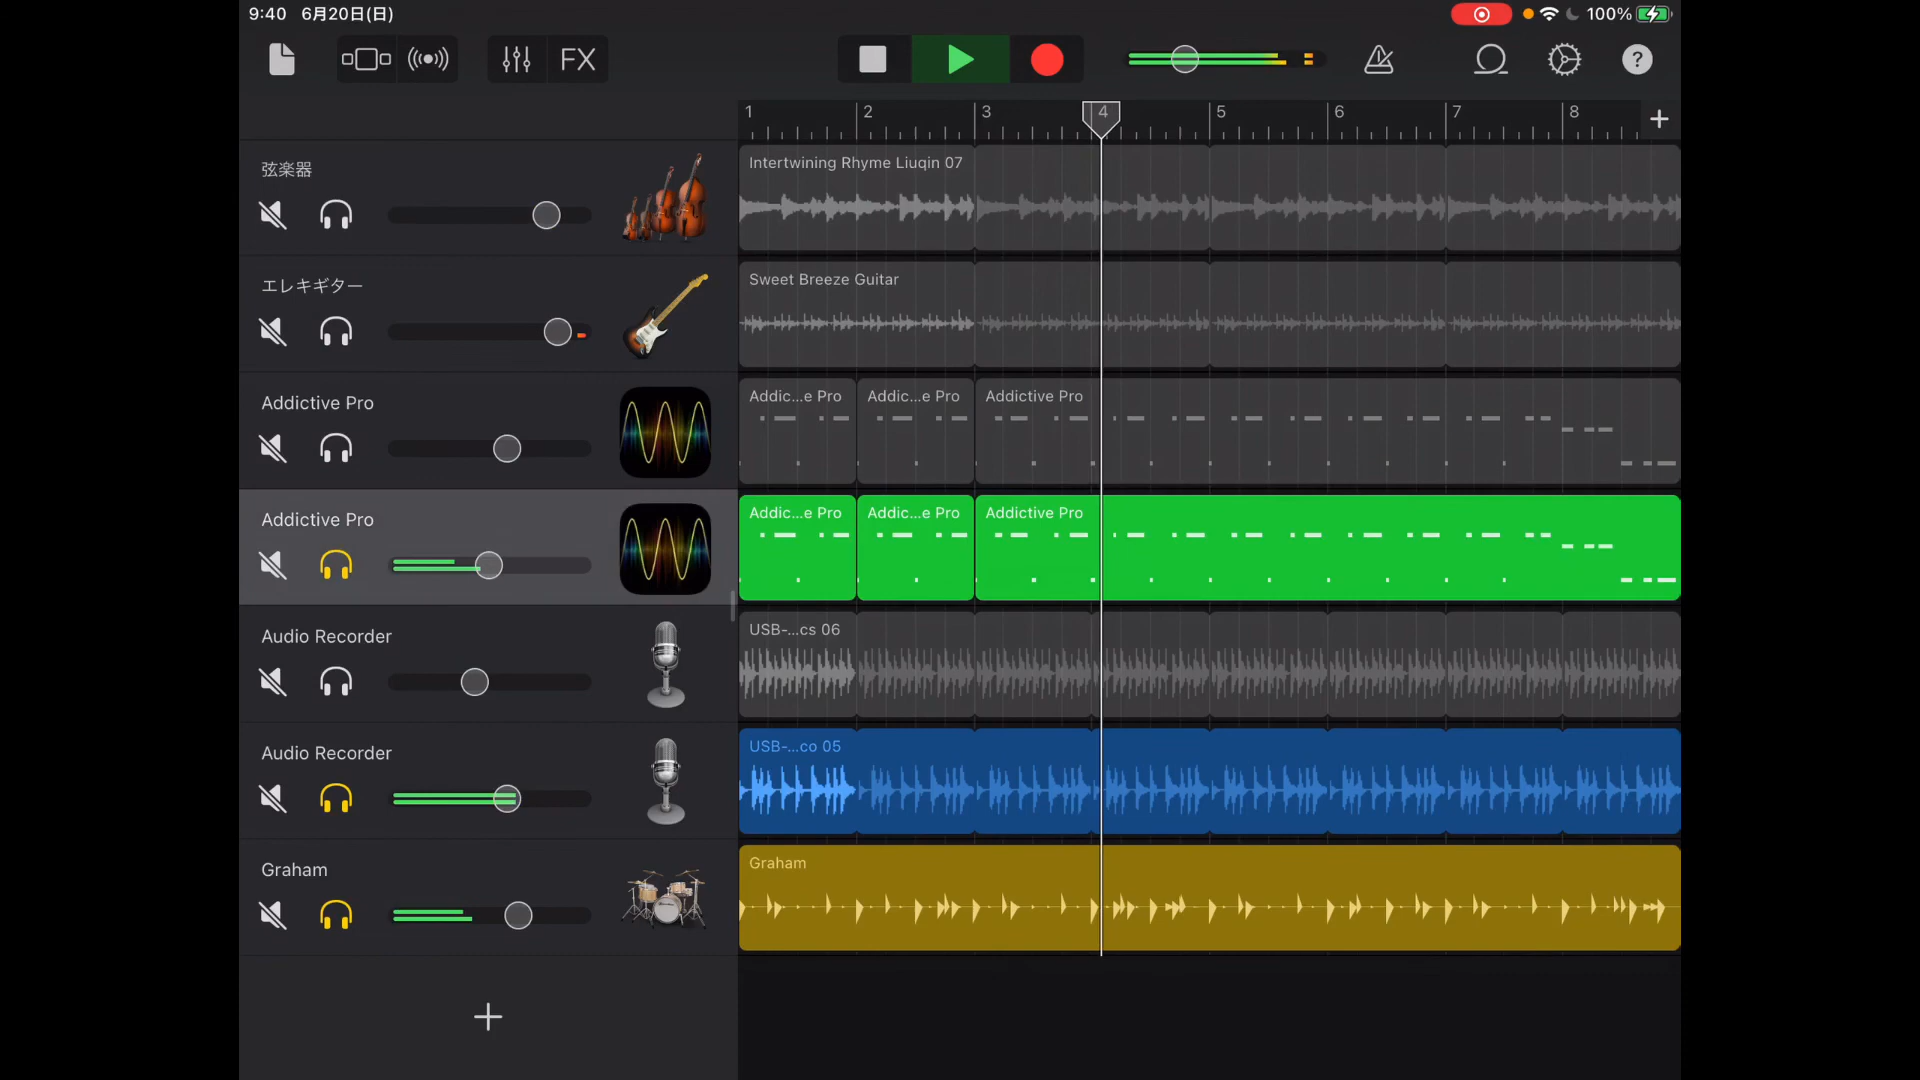 9:40 6月20日(日)
100%
FX
?
1 2 3 4 5 6 7 8
弦楽器
Intertwining Rhyme Liuqin 07
エレキギター
Sweet Breeze Guitar
Addictive Pro
Addic...e Pro Addic...e Pro Addictive Pro
Addictive Pro
Addic...e Pro Addic...e Pro Addictive Pro
Audio Recorder
USB-...cs 06
Audio Recorder
USB-...co 05
Graham
Graham